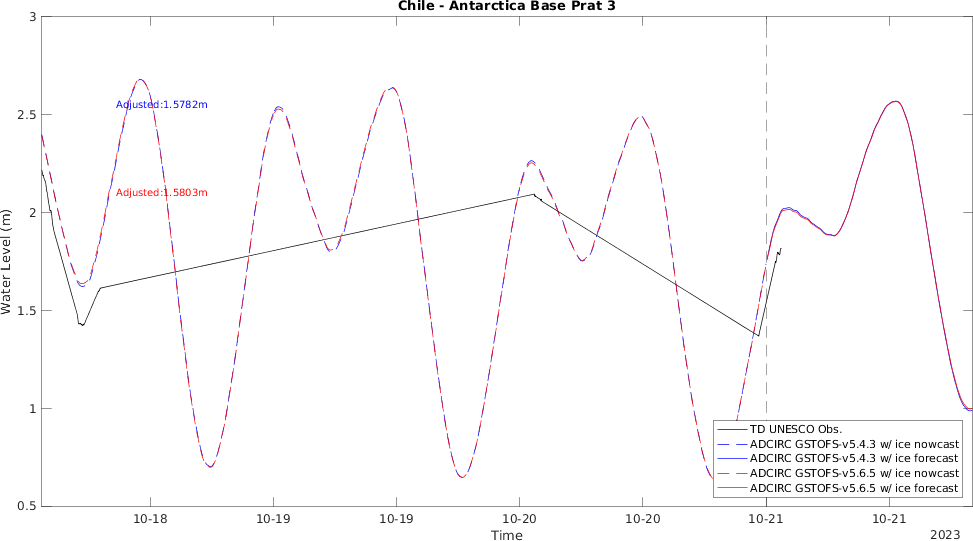 Chile - Antarctica Base Prat 3
3
2.5
2
1.5
1
0.5
Water Level (m)
Adjusted:1.5782m
Adjusted:1.5803m
TD UNESCO Obs.
ADCIRC GSTOFS-v5.4.3 w/ ice nowcast
ADCIRC GSTOFS-v5.4.3 w/ ice forecast
ADCIRC GSTOFS-v5.6.5 w/ ice nowcast
ADCIRC GSTOFS-v5.6.5 w/ ice forecast
10-18 10-19 10-19 10-20 10-20 10-21 10-21
Time
2023